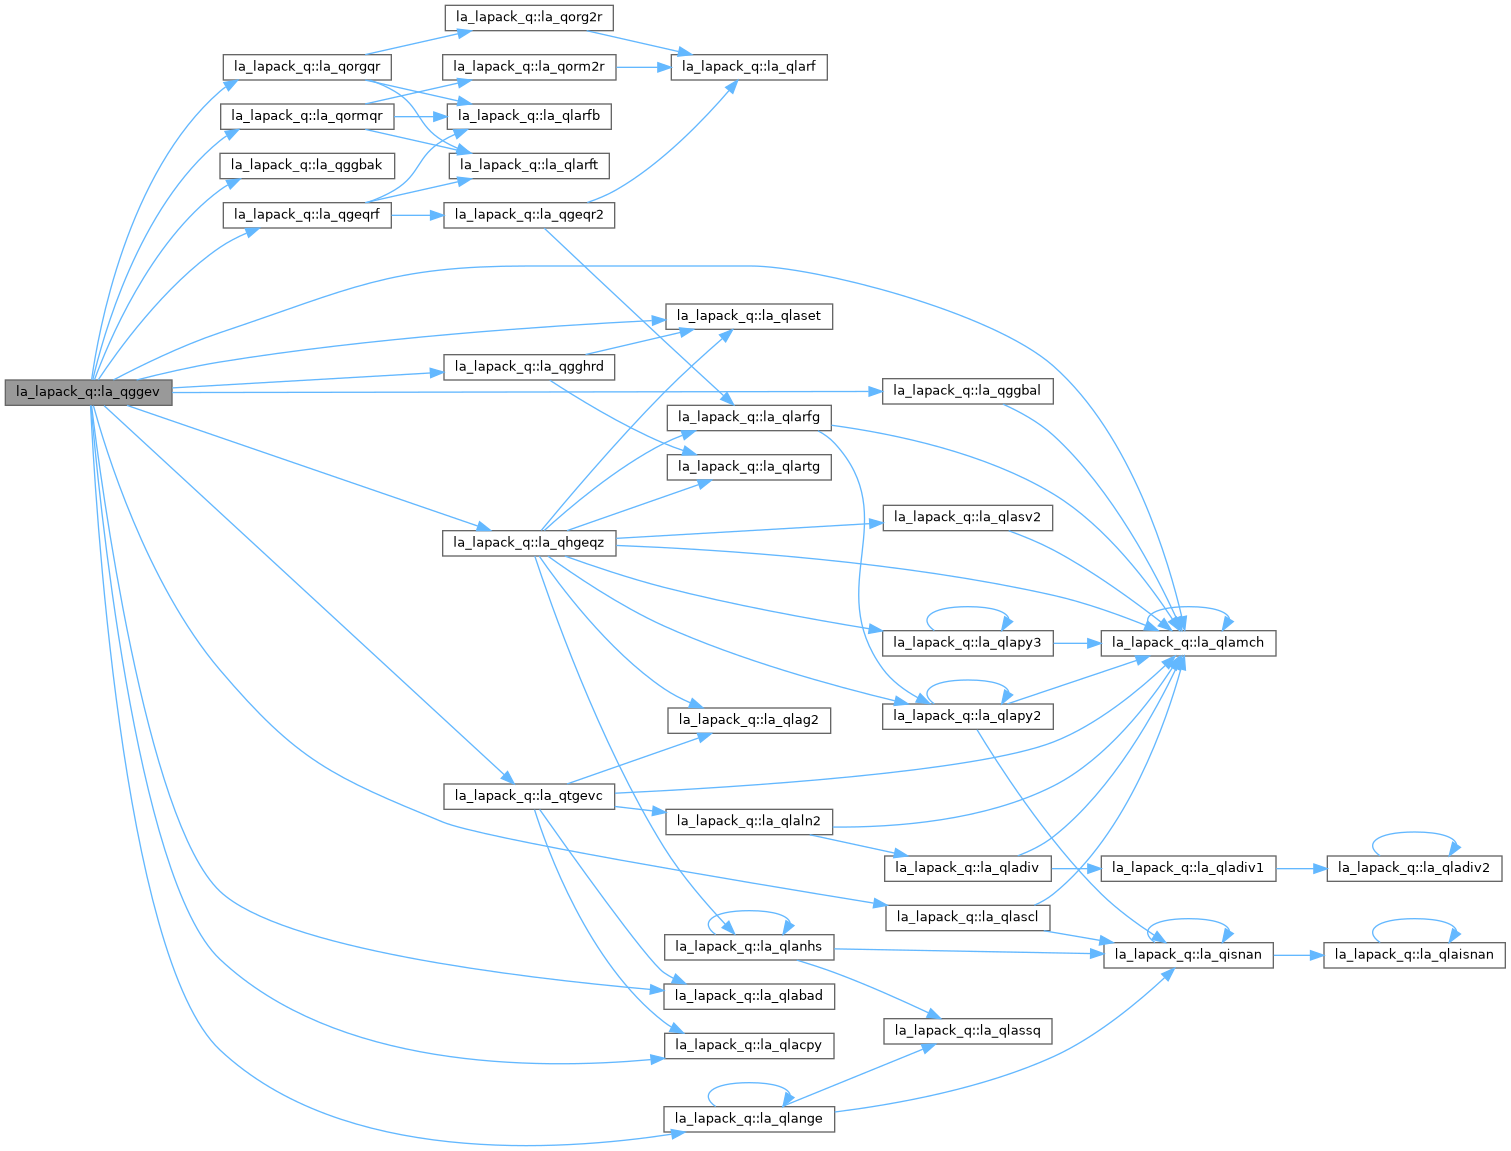 la_lapack_q::la_qorg2r
la_lapack_q::la_qorgqr
la_lapack_q::la_qorm2r
la_lapack_q::la_qlarf
la_lapack_q::la_qormqr
la_lapack_q::la_qlarfb
la_lapack_q::la_qggbak
la_lapack_q::la_qlarft
la_lapack_q::la_qgeqrf
la_lapack_q::la_qgeqr2
la_lapack_q::la_qlaset
la_lapack_q::la_qgghrd
la_lapack_q::la_qggev
la_lapack_q::la_qggbal
la_lapack_q::la_qlarfg
la_lapack_q::la_qlartg
la_lapack_q::la_qlasv2
la_lapack_q::la_qhgeqz
la_lapack_q::la_qlapy3
la_lapack_q::la_qlamch
la_lapack_q::la_qlag2
la_lapack_q::la_qlapy2
la_lapack_q::la_qtgevc
la_lapack_q::la_qlaln2
la_lapack_q::la_qladiv
la_lapack_q::la_qladiv1
la_lapack_q::la_qladiv2
la_lapack_q::la_qlascl
la_lapack_q::la_qlanhs
la_lapack_q::la_qisnan
la_lapack_q::la_qlaisnan
la_lapack_q::la_qlabad
la_lapack_q::la_qlassq
la_lapack_q::la_qlacpy
la_lapack_q::la_qlange